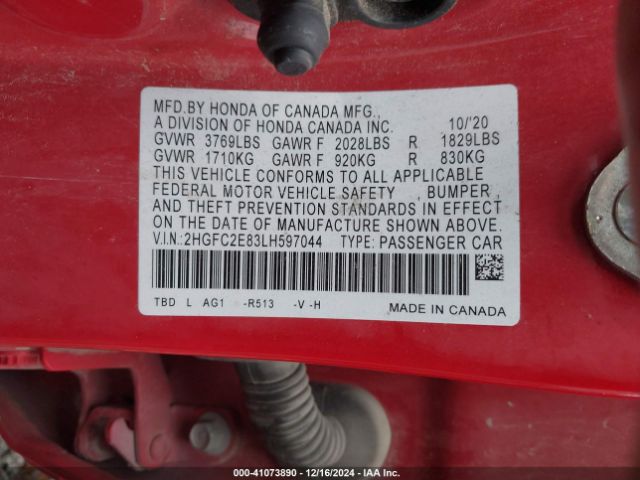 MFD.BY HONDA OF CANADA MFG.,
A DIVISION OF HONDA CANADA INC. 10/'20
GVWR 3769LBS GAWR F 2028LBS R 1829LBS
GVWR 1710KG GAWR F 920KG R 830KG
THIS VEHICLE CONFORMS TO ALL APPLICABLE
FEDERAL MOTOR VEHICLE SAFETY , BUMPER ,
AND THEFT PREVENTION STANDARDS IN EFFECT
ON THE DATE OF MANUFACTURE SHOWN ABOVE.
V.I.N.:2HGFC2E83LH597044 TYPE: PASSENGER CAR
TBD L AG1 -R513 -V -H
MADE IN CANADA
000-41073890 - 12/16/2024 - IAA Inc.